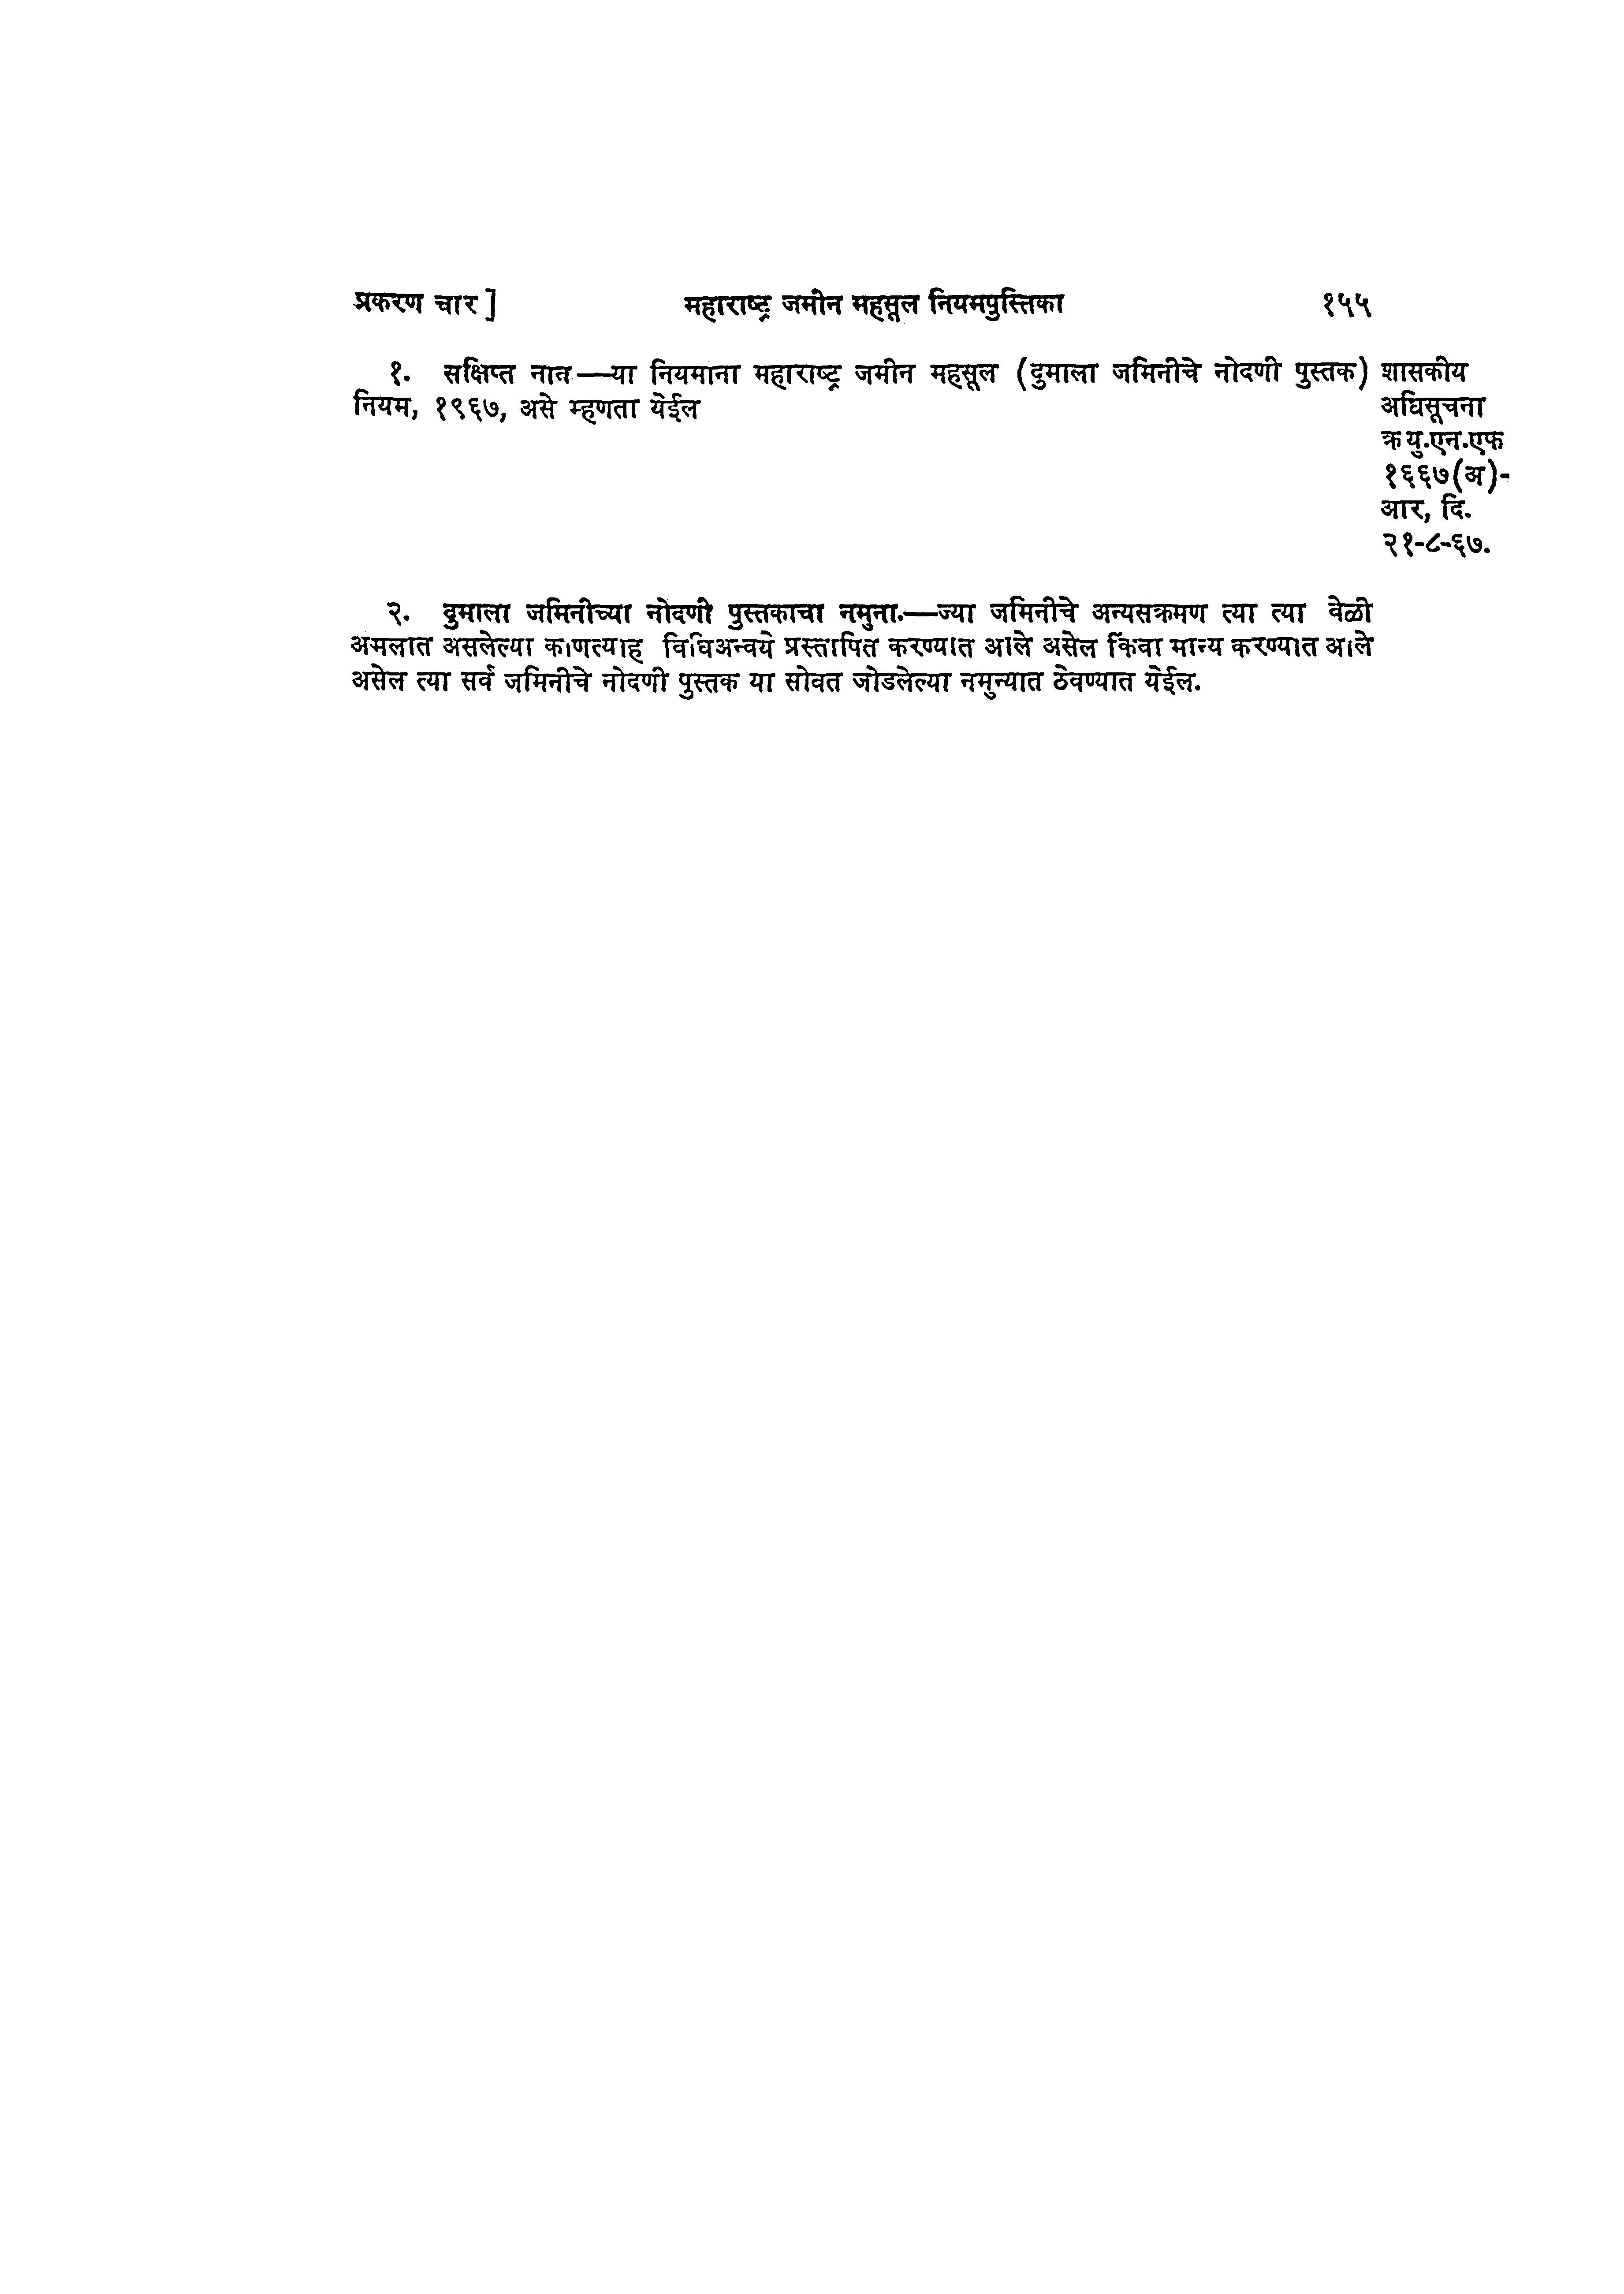 प्रकरण चार]
महाराष्ट्र जमीन महसूल नियमपुस्तिका
१५५
१. सक्षिप्त नाव—या नियमाना महाराष्ट्र जमीन महसूल (दुमाला जमिनीचे नोदणी पुस्तक)
नियम, १९६७, असे म्हणता येईल
शासकीय
अधिसूचना
क्र यु.एन.एफ
१६६७(अ)-
आर, दि.
२१-८-६७.
२. दुमाला जमिनीच्या नोदणी पुस्तकाचा नमुना.—ज्या जमिनीचे अन्यसक्रमण त्या त्या वेळी
अमलात असलेल्या विधिअन्वये प्रस्तापित करण्यात आले असेल किंवा मान्य करण्यात आले
असेल त्या सर्व जमिनीचे नोदणी पुस्तक या सोवत जोडलेल्या नमुन्यात ठेवण्यात येईल.